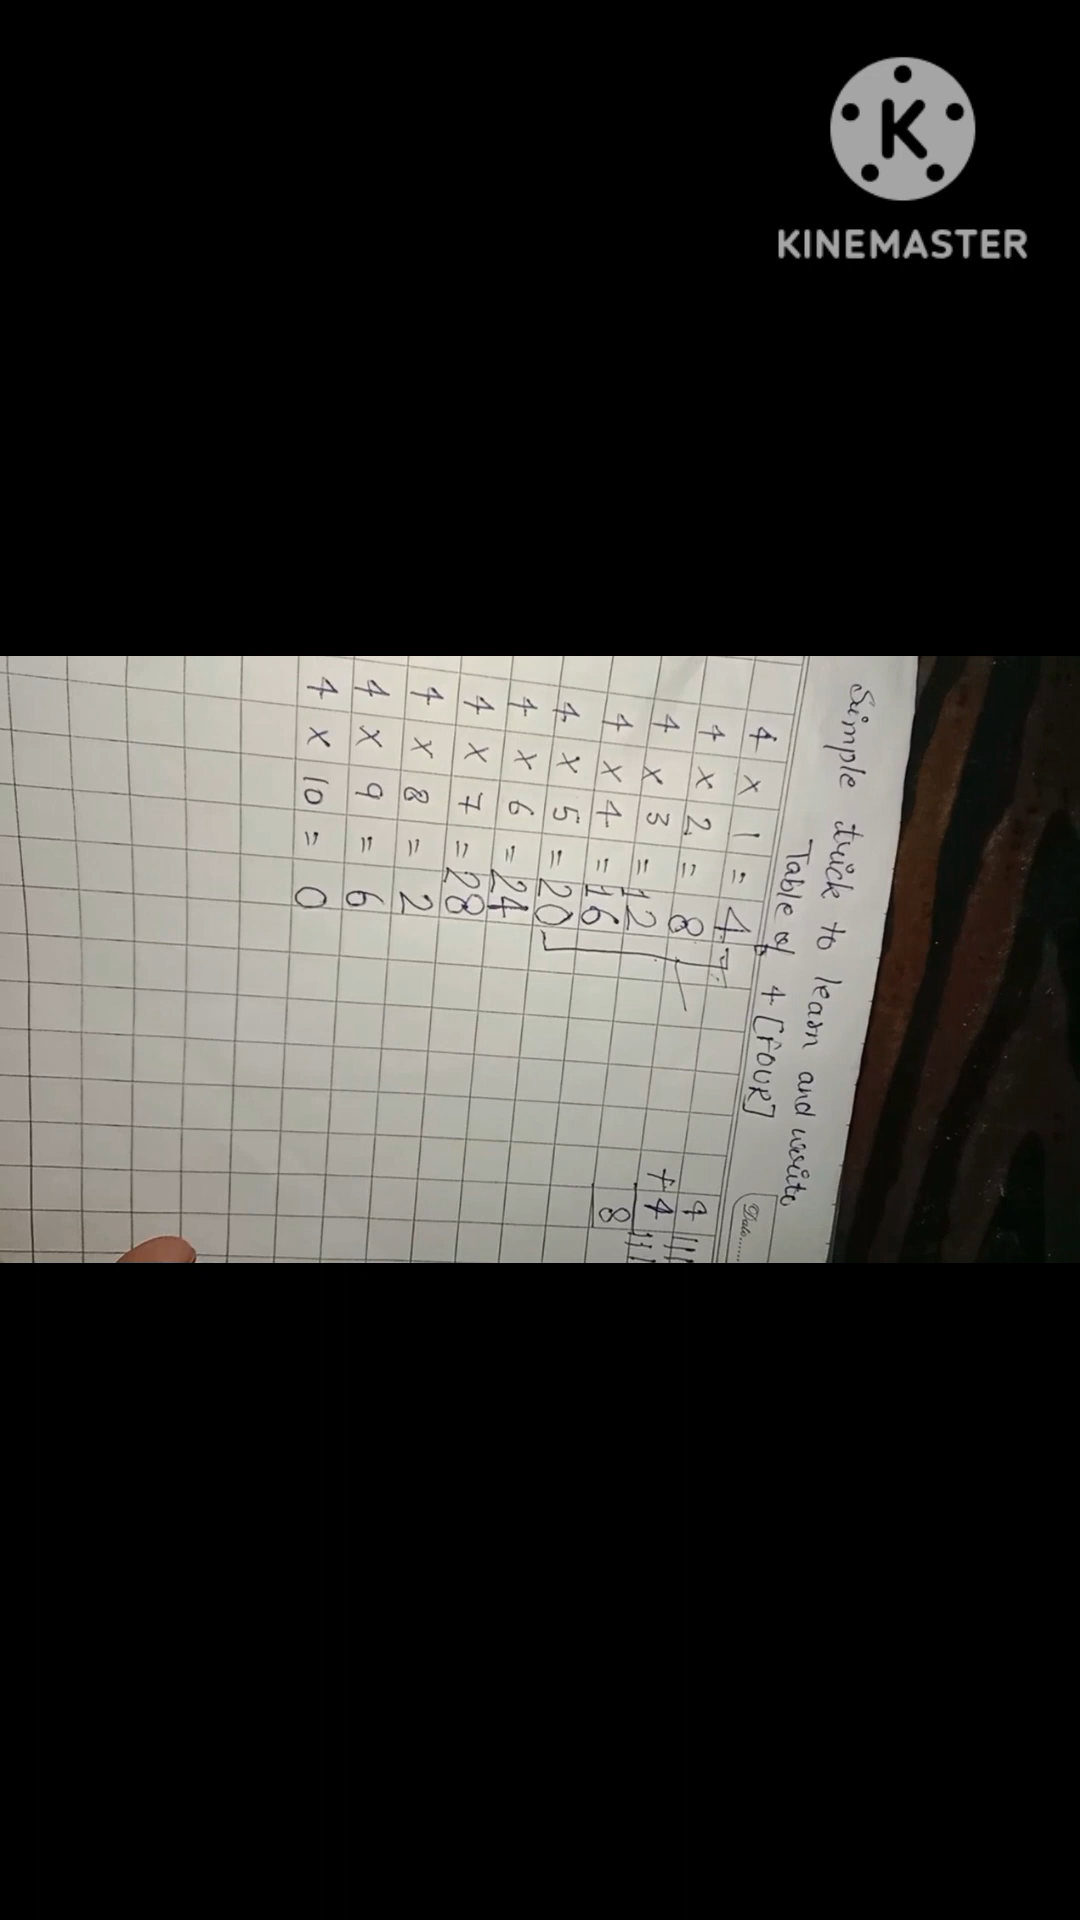 KINEMASTER
Simple trick to learn and write
Table of 4 [FOUR]
Date......
4 x 1 = 4
4 x 2 = 8
4 x 3 = 12
4 x 4 = 16
4 x 5 = 20
4 x 6 = 24
4 x 7 = 28
4 x 8 = 2
4 x 9 = 6
4 x 10 = 0
4 |||
+ 4 |||
8